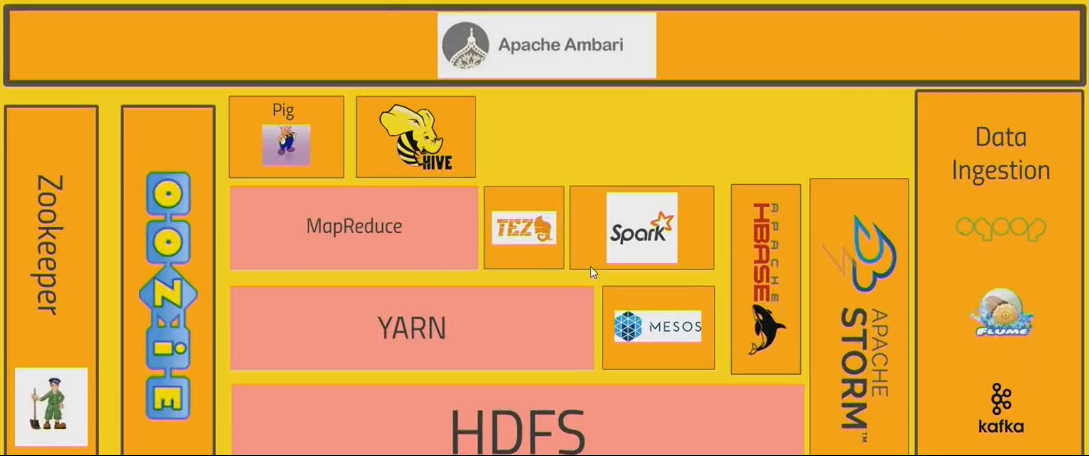 Apache Ambari
Zookeeper
OOZiE
Pig
HIVE
MapReduce
TEZ
Spark
YARN
MESOS
HDFS
APACHE
HBASE
APACHE
STORM™
Data
Ingestion
sqoop
FLUME
kafka